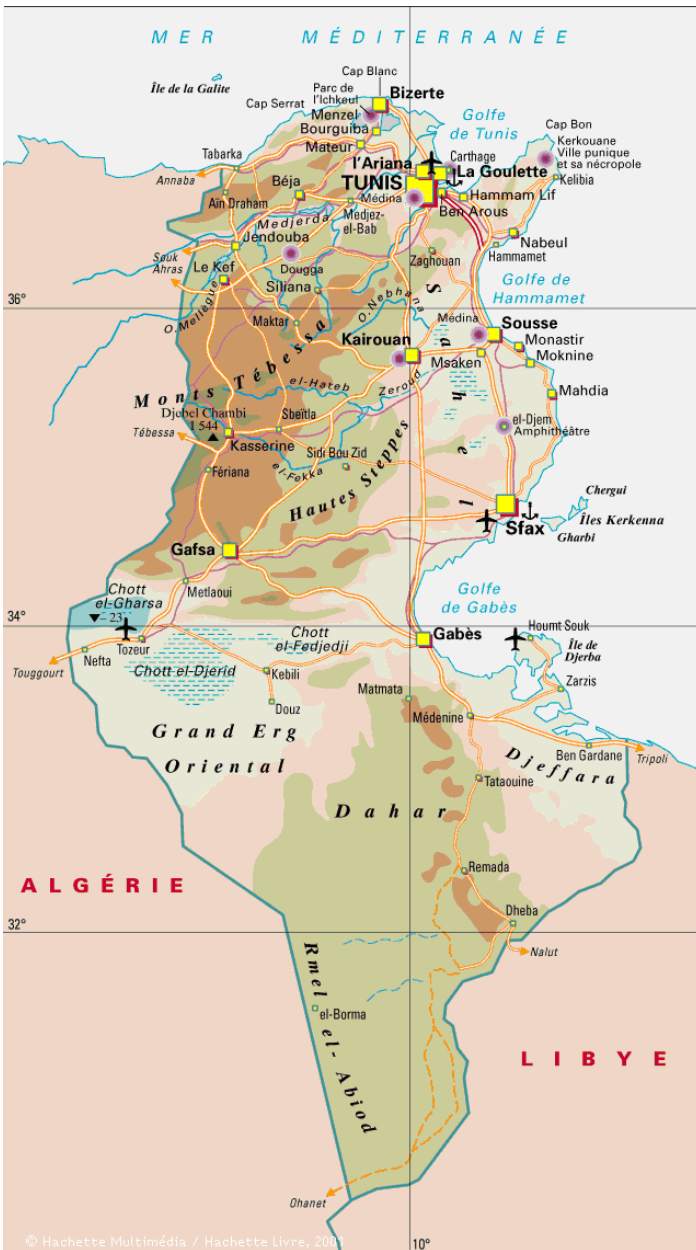 MER MÉDITERRANÉE
Île de la Galite
Cap Blanc
Parc de
l'Ichkeul
Bizerte
Cap Serrat
Menzel
Bourguiba
Golfe
de Tunis
Cap Bon
Kerkouane
Ville punique
et sa nécropole
Mateur
Tabarka
l'Ariana
Carthage
La Goulette
Annaba
Béja
TUNIS
Kelibia
Aïn Draham
Médina
Hammam Lif
Medjerda
Medjez-
el-Bab
Ben Arous
Jendouba
Nabeul
Souk
Ahras
Zaghouan
Hammamet
Le Kef
Dougga
Siliana
Golfe de
Hammamet
36°
O. Mellègue
O. Nebhana
Maktar
Médina
Sousse
Kairouan
Monastir
Msaken
Moknine
Monts Tébessa
el-Hateb
Zeroud
Sahel
Mahdia
Djebel Chambi
1 544
Sbeïtla
el-Djem
Amphithéâtre
Tébessa
Kasserine
Sidi Bou Zid
Fériana
el-Fekka
Hautes Steppes
Chergui
Îles Kerkenna
Sfax
Gharbi
Gafsa
Chott
el-Gharsa
Metlaoui
Golfe
de Gabès
– 23
34°
Houmt Souk
Chott
el-Fedjedj
Gabès
Tozeur
Île de
Djerba
Nefta
Touggourt
Chott el-Djerid
Kebili
Zarzis
Matmata
Douz
Médenine
Grand Erg
Oriental
Ben Gardane
Tripoli
Djeffara
Tataouine
Dahar
Remada
ALGÉRIE
Dheba
32°
Nalut
Rmel el-Abiod
el-Borma
LIBYE
Ohanet
© Hachette Multimédia / Hachette Livre, 2001
10°